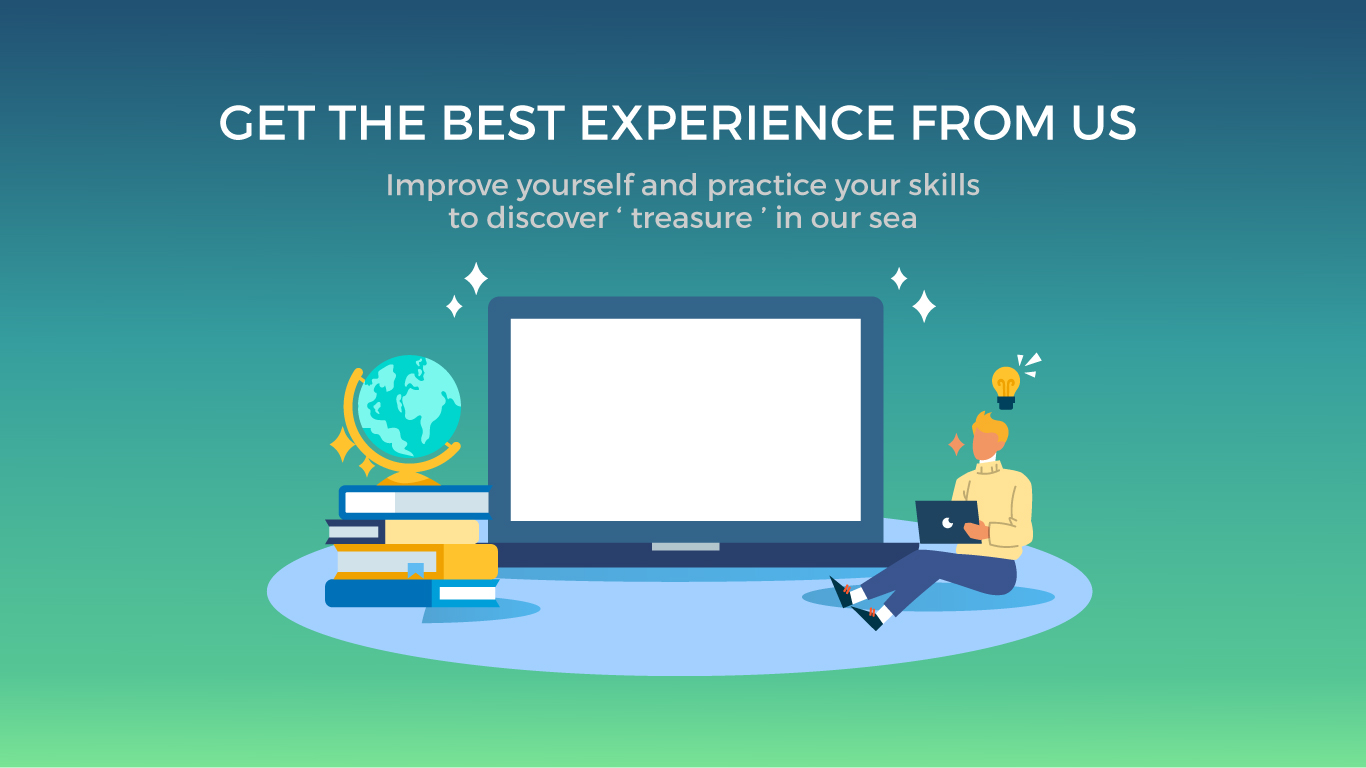 GET THE BEST EXPERIENCE FROM US
Improve yourself and practice your skills
to discover ‘ treasure ’ in our sea